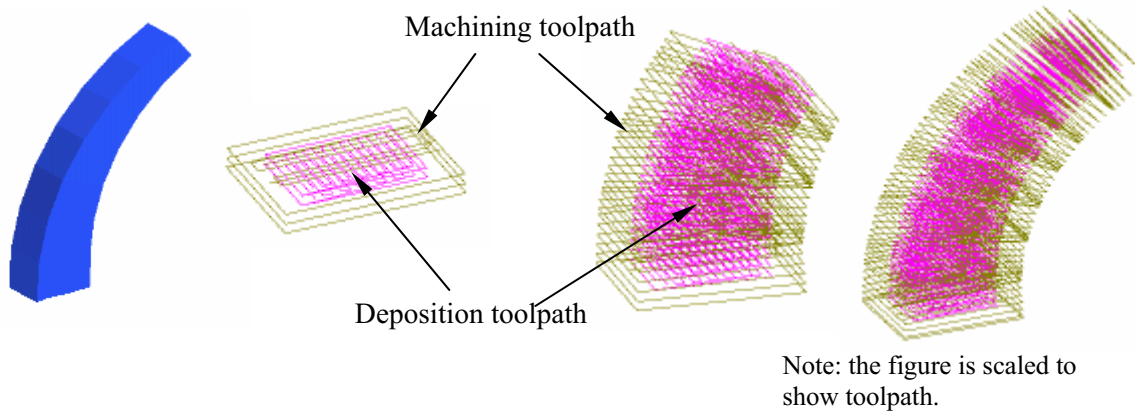 Machining toolpath
Deposition toolpath
Note: the figure is scaled to
show toolpath.